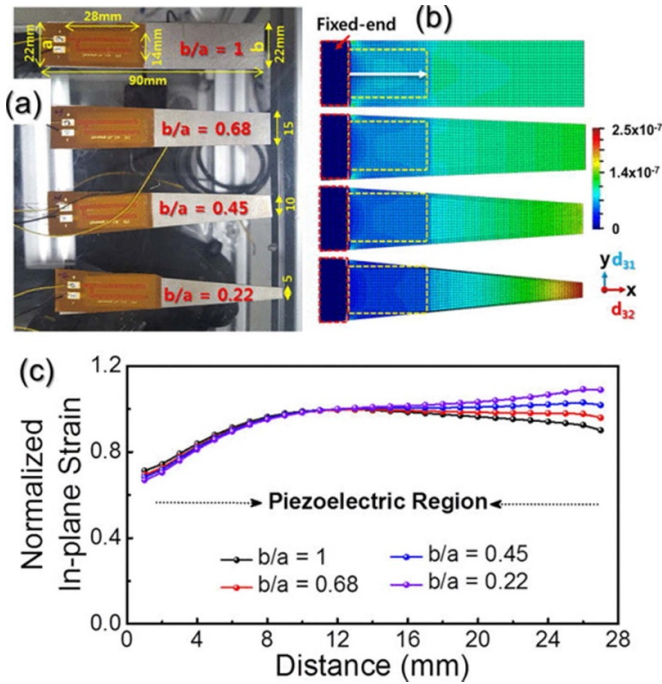 (a)
28mm
22mm
a
14mm
b
22mm
b/a = 1
90mm
b/a = 0.68
15
b/a = 0.45
10
b/a = 0.22
5
(b)
Fixed-end
2.5x10-7
1.4x10-7
0
y d31
x
d32
(c)
Normalized
In-plane Strain
1.2
0.8
0.4
0.0
Piezoelectric Region
b/a = 1
b/a = 0.45
b/a = 0.68
b/a = 0.22
0 4 8 12 16 20 24 28
Distance (mm)